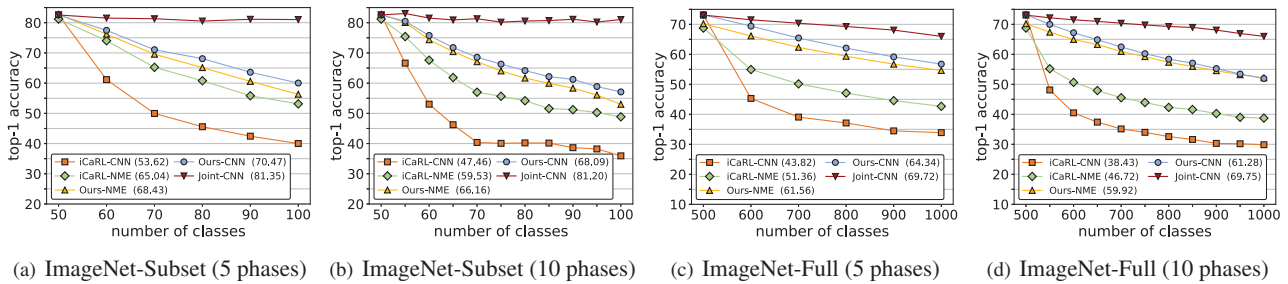 top-1 accuracy
80
70
60
50
40
30
20
iCaRL-CNN (53,62)
iCaRL-NME (65,04)
Ours-NME (68,43)
Ours-CNN (70,47)
Joint-CNN (81,35)
50 60 70 80 90 100
number of classes
(a) ImageNet-Subset (5 phases)
top-1 accuracy
80
70
60
50
40
30
20
iCaRL-CNN (47,46)
iCaRL-NME (59,53)
Ours-NME (66,16)
Ours-CNN (68,09)
Joint-CNN (81,20)
50 60 70 80 90 100
number of classes
(b) ImageNet-Subset (10 phases)
top-1 accuracy
80
70
60
50
40
30
10
iCaRL-CNN (43.82)
iCaRL-NME (51,36)
Ours-NME (61.56)
Ours-CNN (64,34)
Joint-CNN (69.72)
500 600 700 800 900 1000
number of classes
(c) ImageNet-Full (5 phases)
top-1 accuracy
80
70
60
50
40
30
10
iCaRL-CNN (38.43)
iCaRL-NME (46.72)
Ours-NME (59.92)
Ours-CNN (61.28)
Joint-CNN (69.75)
500 600 700 800 900 1000
number of classes
(d) ImageNet-Full (10 phases)